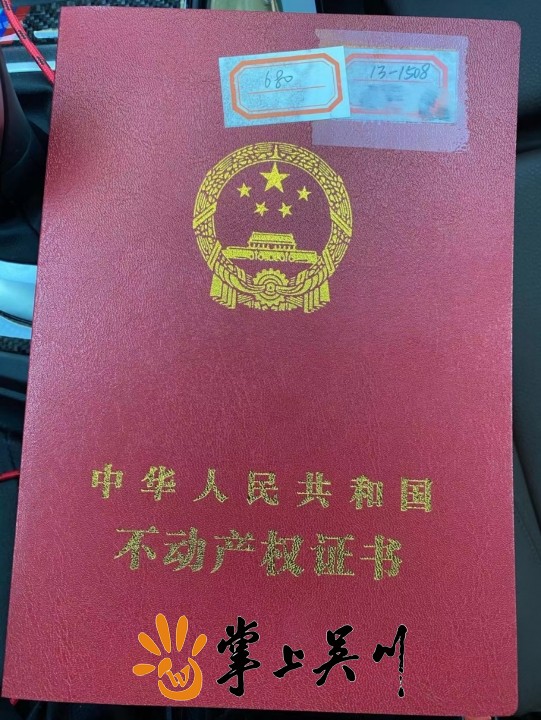 680
13-1508
中华人民共和国
不动产权证书
掌上吴川